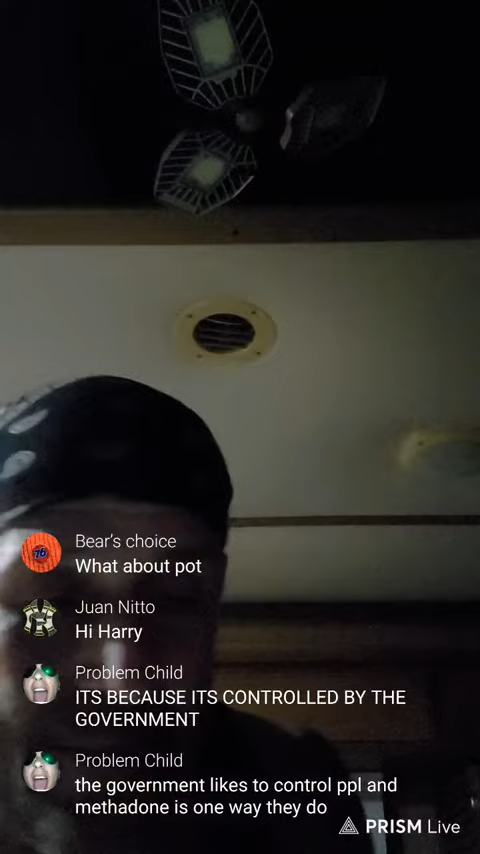 Bear's choice
What about pot
Juan Nitto
Hi Harry
Problem Child
ITS BECAUSE ITS CONTROLLED BY THE
GOVERNMENT
Problem Child
the government likes to control ppl and
methadone is one way they do
PRISM Live
76